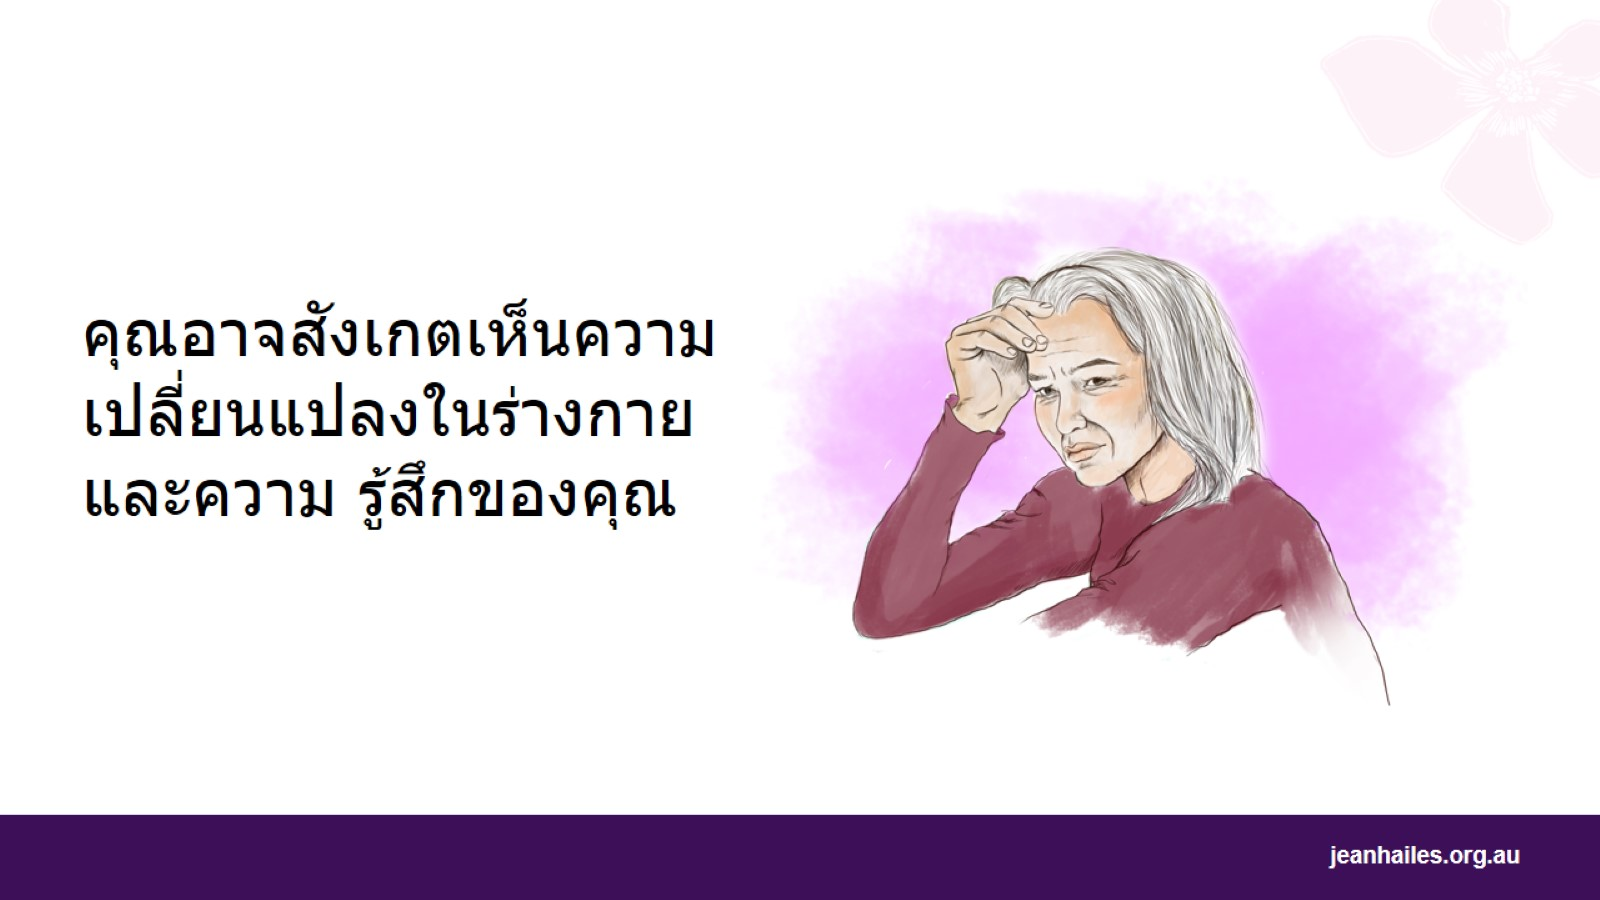 คุณอาจสังเกตเห็นความ
เปลี่ยนแปลงในร่างกาย
และความ รู้สึกของคุณ
jeanhailes.org.au